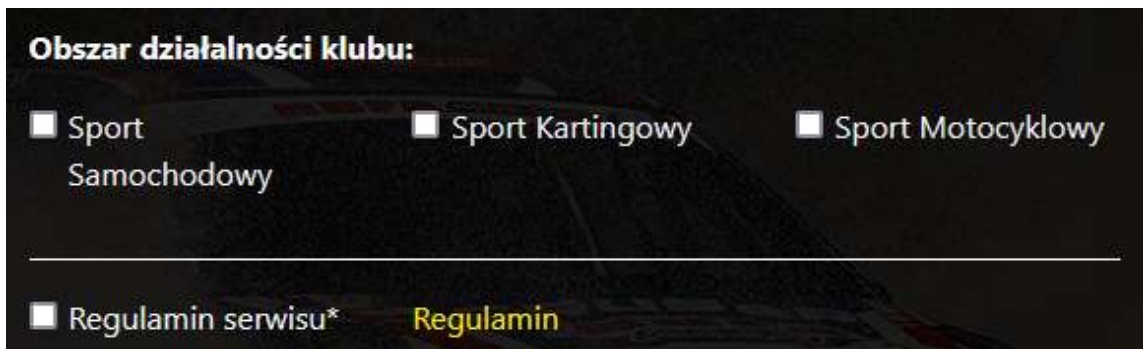 Obszar działalności klubu:
Sport Sport Kartingowy Sport Motocyklowy
Samochodowy
Regulamin serwisu* Regulamin